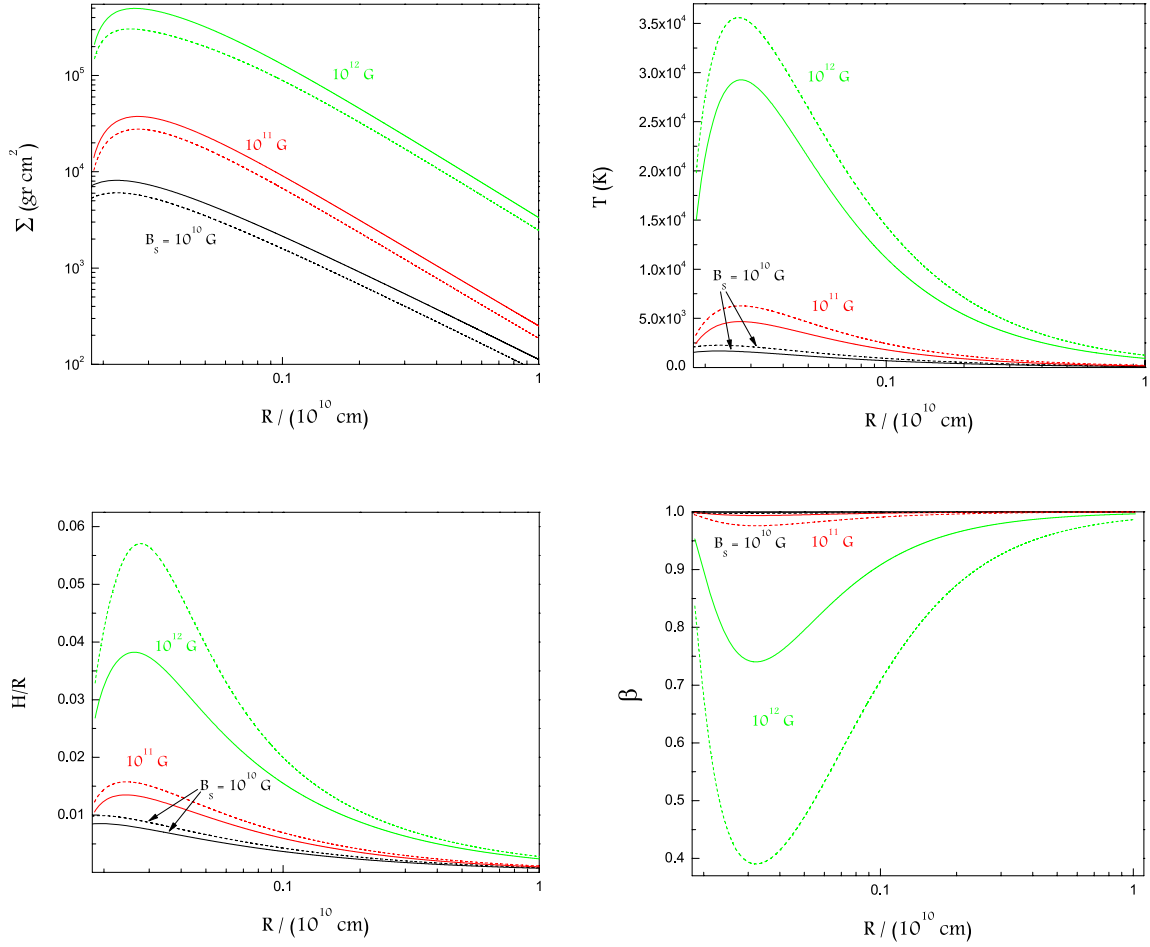 10^5
10^4
10^3
10^2
Σ (gr cm^2)
10^12 G
10^11 G
B_s = 10^10 G
0.1
1
R / (10^10 cm)
3.5x10^4
3.0x10^4
2.5x10^4
2.0x10^4
1.5x10^4
1.0x10^4
5.0x10^3
0.0
T (K)
10^12 G
B_s = 10^10 G
10^11 G
0.1
1
R / (10^10 cm)
0.06
0.05
0.04
0.03
0.02
0.01
H/R
10^12 G
10^11 G
B_s = 10^10 G
0.1
1
R / (10^10 cm)
1.0
0.9
0.8
0.7
0.6
0.5
0.4
β
B_s = 10^10 G
10^11 G
10^12 G
0.1
1
R / (10^10 cm)